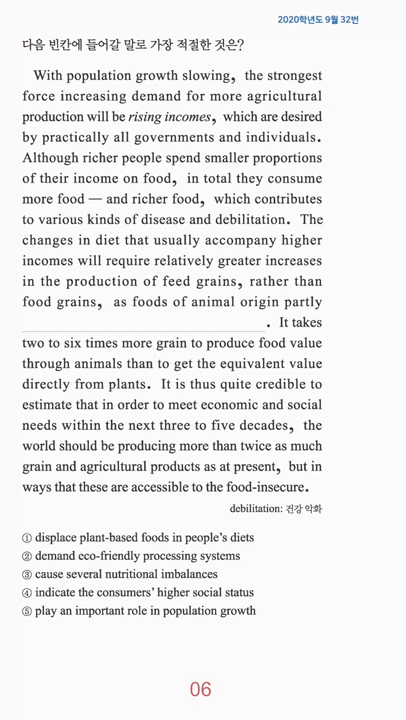 2020학년도 9월 32번
다음 빈칸에 들어갈 말로 가장 적절한 것은?
With population growth slowing, the strongest
force increasing demand for more agricultural
production will be rising incomes, which are desired
by practically all governments and individuals.
Although richer people spend smaller proportions
of their income on food, in total they consume
more food — and richer food, which contributes
to various kinds of disease and debilitation. The
changes in diet that usually accompany higher
incomes will require relatively greater increases
in the production of feed grains, rather than
food grains, as foods of animal origin partly
________________________________. It takes
two to six times more grain to produce food value
through animals than to get the equivalent value
directly from plants. It is thus quite credible to
estimate that in order to meet economic and social
needs within the next three to five decades, the
world should be producing more than twice as much
grain and agricultural products as at present, but in
ways that these are accessible to the food-insecure.
debilitation: 건강 악화
① displace plant-based foods in people's diets
② demand eco-friendly processing systems
③ cause several nutritional imbalances
④ indicate the consumers' higher social status
⑤ play an important role in population growth
06